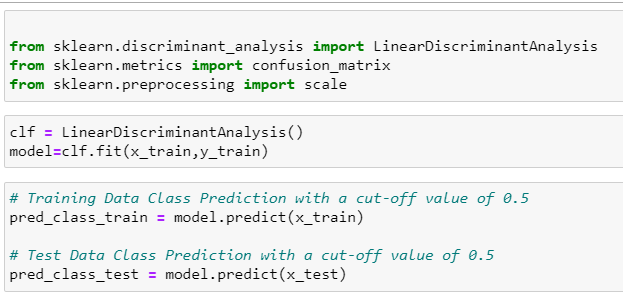 from sklearn.discriminant_analysis import LinearDiscriminantAnalysis
from sklearn.metrics import confusion_matrix
from sklearn.preprocessing import scale
clf = LinearDiscriminantAnalysis()
model=clf.fit(x_train,y_train)
# Training Data Class Prediction with a cut-off value of 0.5
pred_class_train = model.predict(x_train)
# Test Data Class Prediction with a cut-off value of 0.5
pred_class_test = model.predict(x_test)